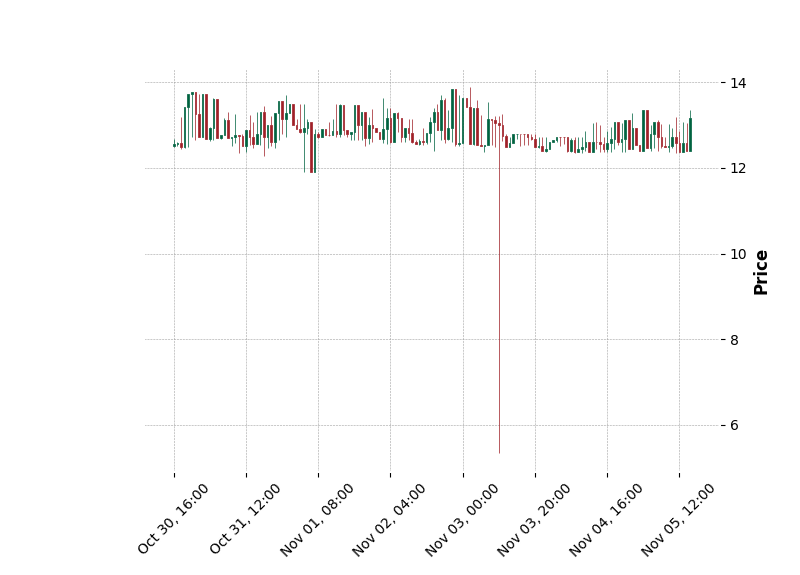 14
12
10
8
6
Price
Oct 30, 16:00
Oct 31, 12:00
Nov 01, 08:00
Nov 02, 04:00
Nov 03, 00:00
Nov 03, 20:00
Nov 04, 16:00
Nov 05, 12:00